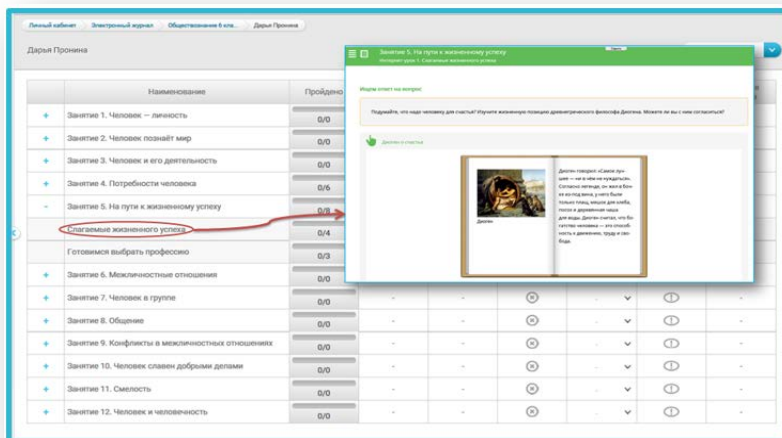 Личный кабинет Электронный журнал Обществознание 6 кла... Дарья Пронина
Дарья Пронина
Наименование Пройдено
+ Занятие 1. Человек — личность 0/0
+ Занятие 2. Человек познаёт мир 0/0
+ Занятие 3. Человек и его деятельность 0/0
+ Занятие 4. Потребности человека 0/6
- Занятие 5. На пути к жизненному успеху 0/8
Слагаемые жизненного успеха 0/4
Готовимся выбрать профессию 0/3
+ Занятие 6. Межличностные отношения 0/0
+ Занятие 7. Человек в группе 0/0
+ Занятие 8. Общение 0/0
+ Занятие 9. Конфликты в межличностных отношениях 0/0
+ Занятие 10. Человек славен добрыми делами 0/0
+ Занятие 11. Смелость 0/0
+ Занятие 12. Человек и человечность 0/0
Занятие 5. На пути к жизненному успеху
Интернет-урок 1. Слагаемые жизненного успеха
Ищем ответ на вопрос
Подумайте, что надо человеку для счастья? Изучите жизненную позицию древнегреческого философа Диогена. Можете ли вы с ним согласиться?
Диоген о счастье
Диоген
Диоген говорил: «Самое луч-
шее — ни в чём не нуждаться».
Согласно легенде, он жил в боч-
ке из-под вина, у него были
только плащ, мешок для хлеба,
посох и деревянная чаша
для воды. Диоген считал, что бо-
гатство человека — это способ-
ность к движению, труду и сво-
бода.